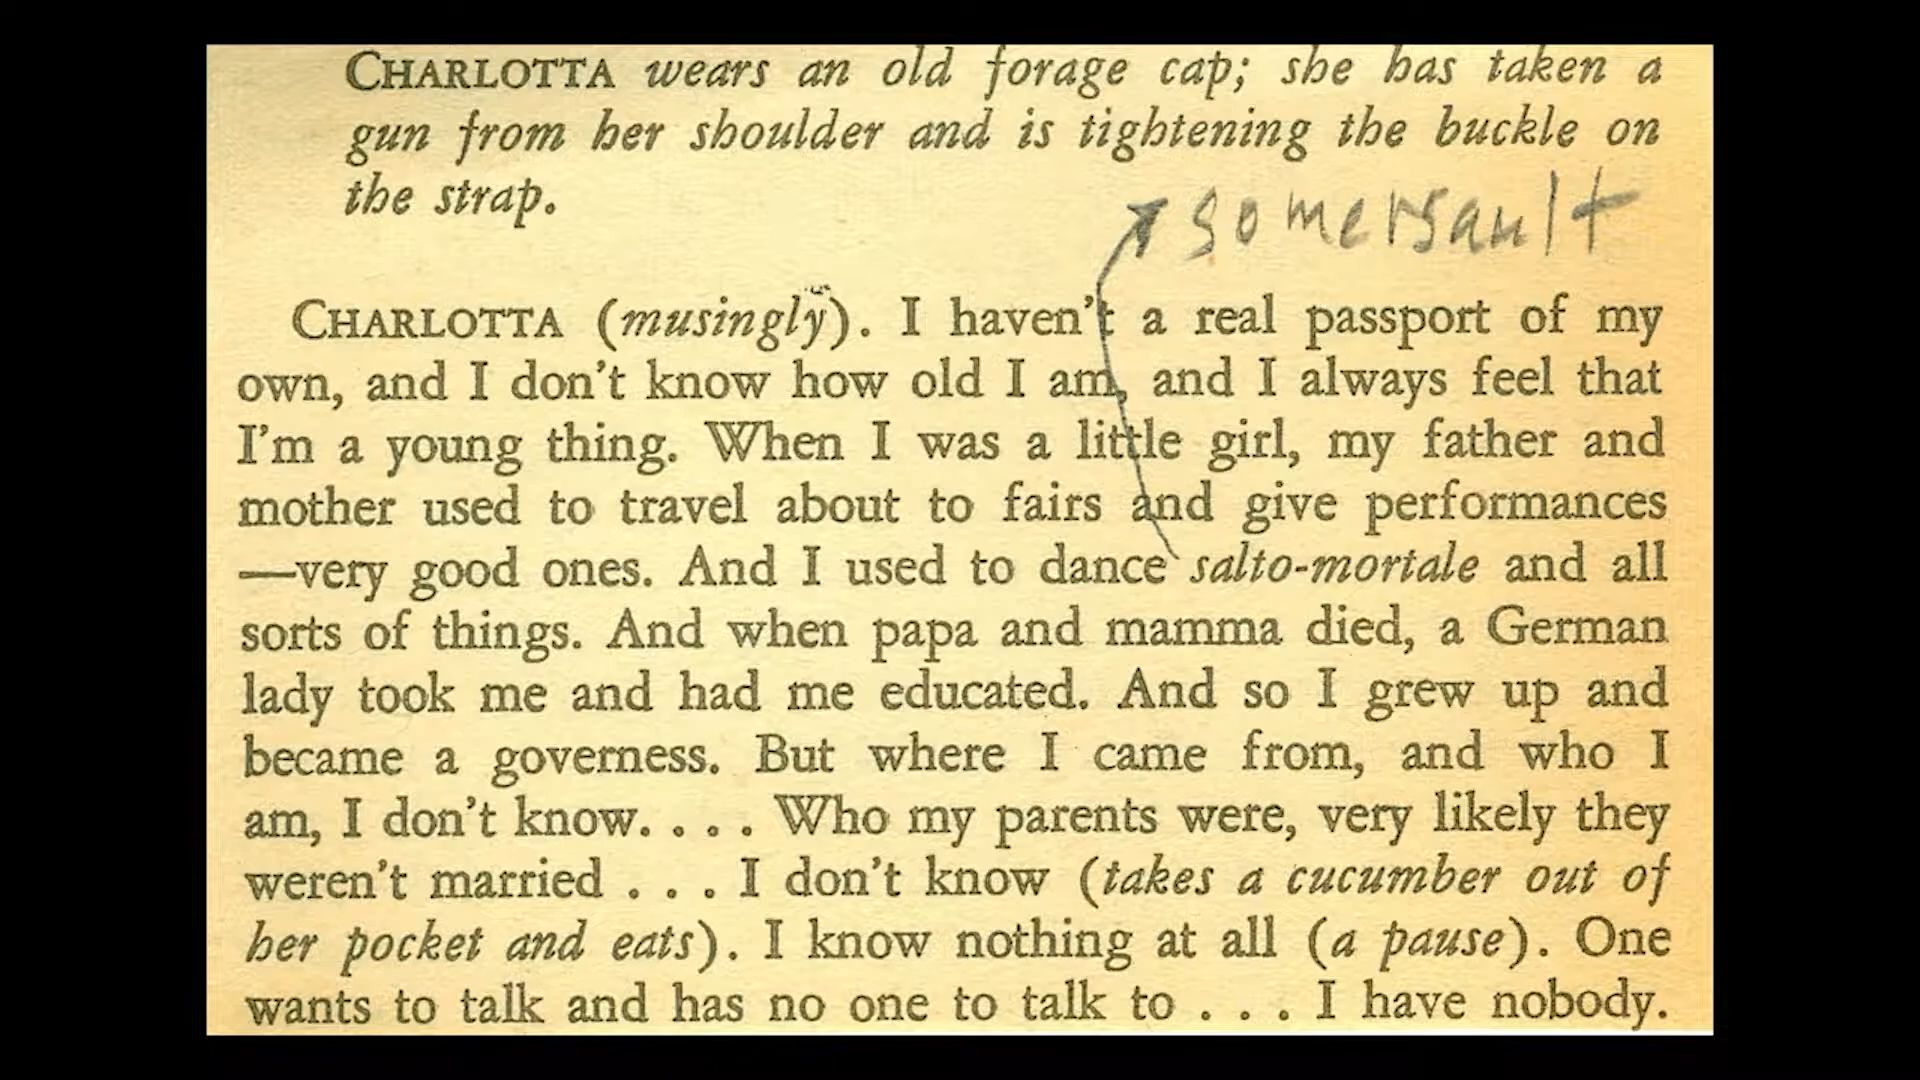 CHARLOTTA wears an old forage cap; she has taken a
gun from her shoulder and is tightening the buckle on
the strap.
somersault
CHARLOTTA (musingly). I haven't a real passport of my
own, and I don't know how old I am, and I always feel that
I'm a young thing. When I was a little girl, my father and
mother used to travel about to fairs and give performances
—very good ones. And I used to dance salto-mortale and all
sorts of things. And when papa and mamma died, a German
lady took me and had me educated. And so I grew up and
became a governess. But where I came from, and who I
am, I don't know. . . . Who my parents were, very likely they
weren't married . . . I don't know (takes a cucumber out of
her pocket and eats). I know nothing at all (a pause). One
wants to talk and has no one to talk to . . . I have nobody.